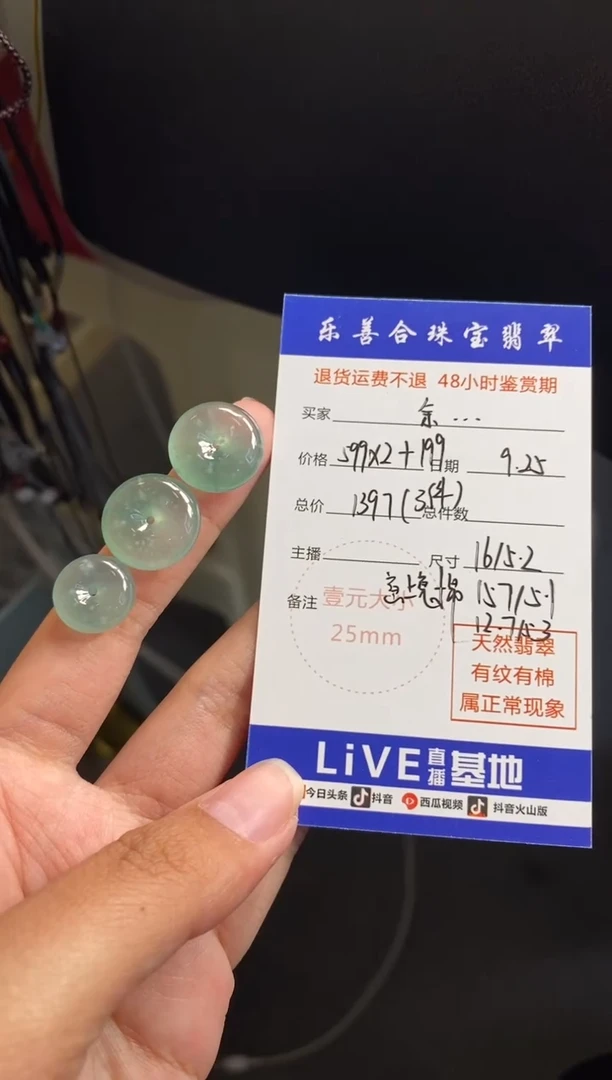 乐善合珠宝翡翠
退货运费不退 48小时鉴赏期
买家 余...
价格 599X2+199 日期 9.25
总价 1397(3件) 总件数
主播 尺寸 16/5.2
备注 15.7/5.1
12.7/5.3
壹元大小
25mm
天然翡翠
有纹有棉
属正常现象
LiVE直播基地
今日头条 抖音 西瓜视频 抖音火山版